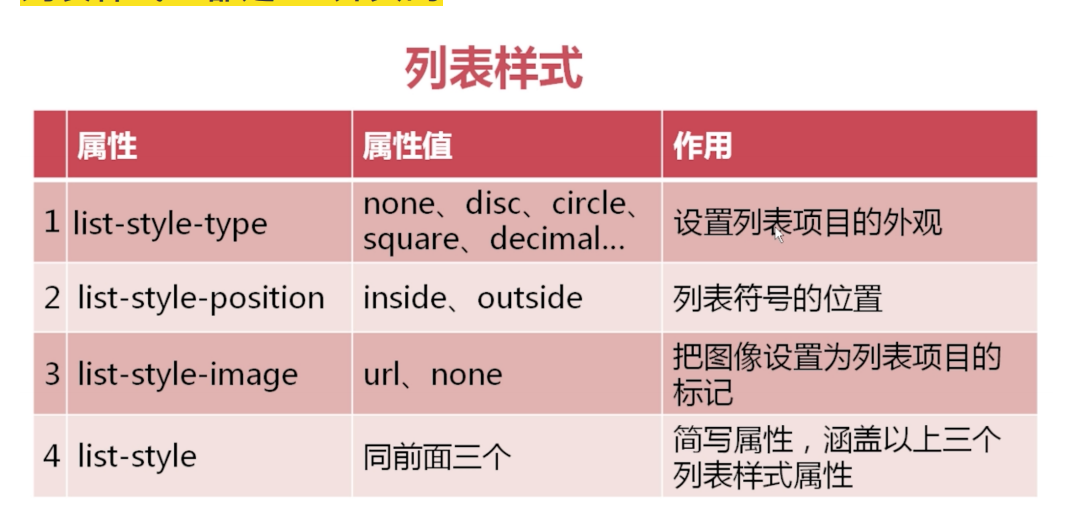 列表样式
属性 属性值 作用
1 list-style-type none、disc、circle、 设置列表项目的外观
square、decimal...
2 list-style-position inside、outside 列表符号的位置
3 list-style-image url、none 把图像设置为列表项目的
标记
4 list-style 同前面三个 简写属性，涵盖以上三个
列表样式属性